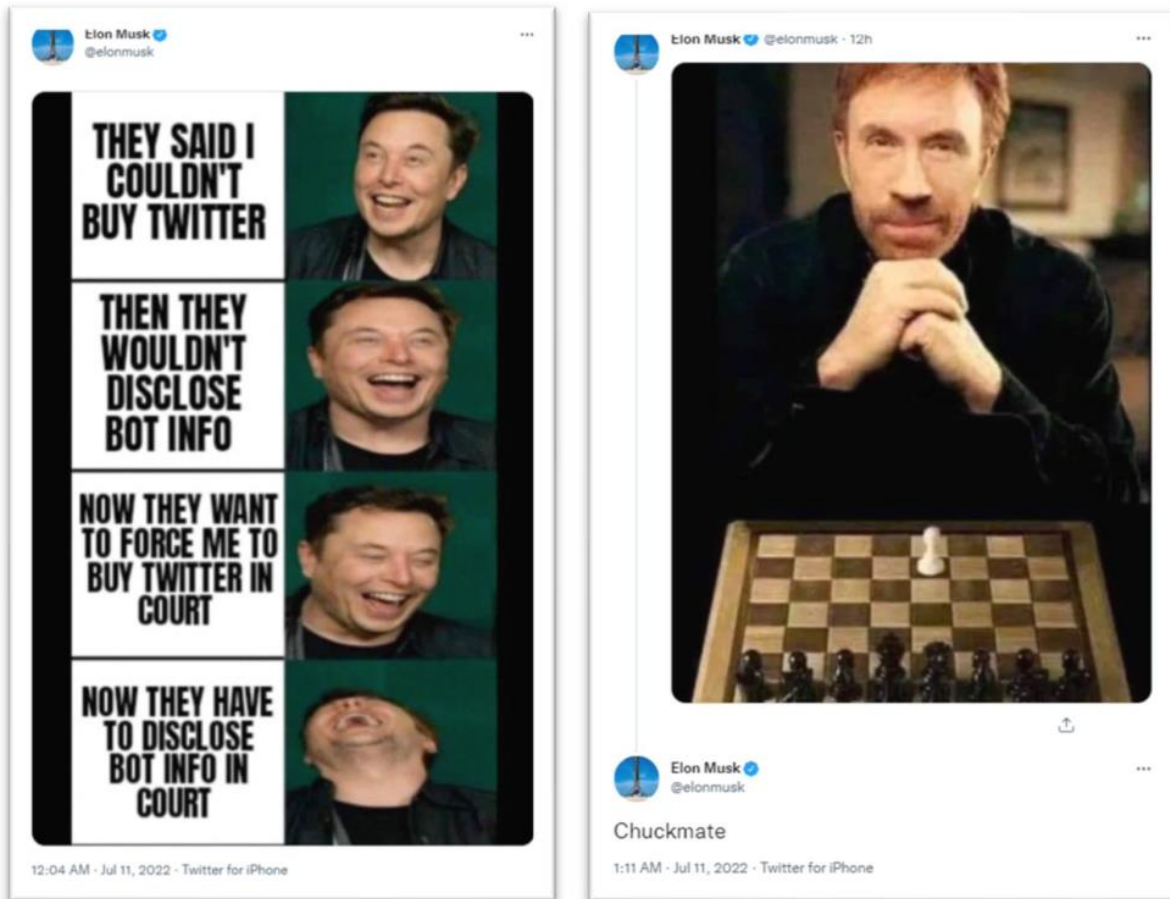 Elon Musk
@elonmusk
THEY SAID I
COULDN'T
BUY TWITTER
THEN THEY
WOULDN'T
DISCLOSE
BOT INFO
NOW THEY WANT
TO FORCE ME TO
BUY TWITTER IN
COURT
NOW THEY HAVE
TO DISCLOSE
BOT INFO IN
COURT
12:04 AM · Jul 11, 2022 · Twitter for iPhone
Elon Musk @elonmusk · 12h
Elon Musk
@elonmusk
Chuckmate
1:11 AM · Jul 11, 2022 · Twitter for iPhone